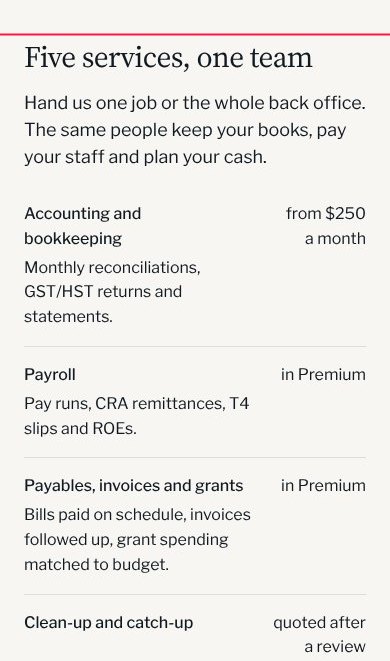 Five services, one team
Hand us one job or the whole back office.
The same people keep your books, pay
your staff and plan your cash.
Accounting and
bookkeeping
from $250
a month
Monthly reconciliations,
GST/HST returns and
statements.
Payroll
in Premium
Pay runs, CRA remittances, T4
slips and ROEs.
Payables, invoices and grants
in Premium
Bills paid on schedule, invoices
followed up, grant spending
matched to budget.
Clean-up and catch-up
quoted after
a review